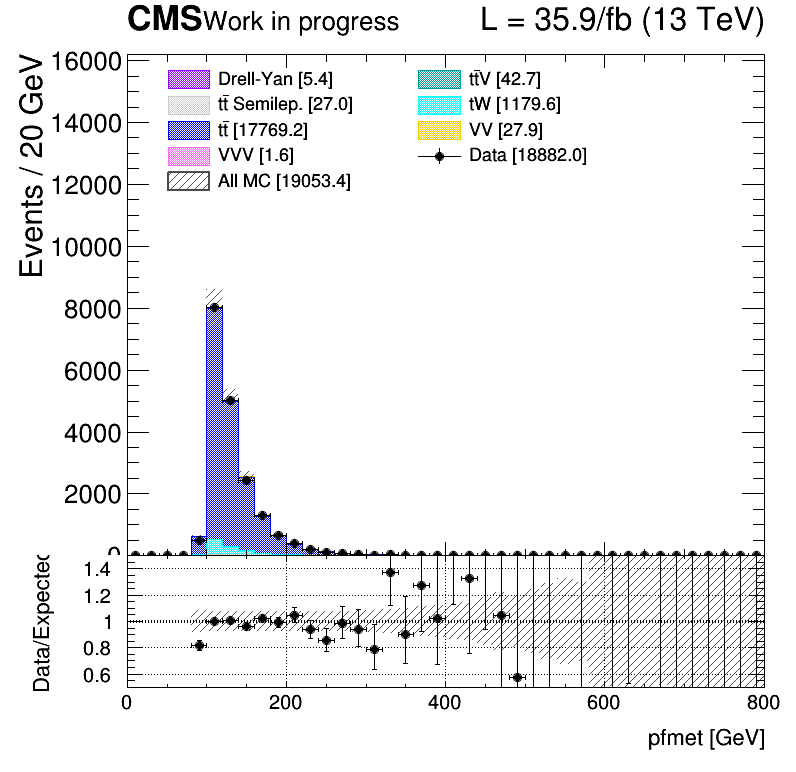 CMS Work in progress L = 35.9/fb (13 TeV)
Events / 20 GeV
16000
14000
12000
10000
8000
6000
4000
2000
0
Drell-Yan [5.4]
tt̄ Semilep. [27.0]
tt̄ [17769.2]
VVV [1.6]
All MC [19053.4]
tt̄V [42.7]
tW [1179.6]
VV [27.9]
Data [18882.0]
Data/Expected
1.4
1.2
1
0.8
0.6
0 200 400 600 800
pfmet [GeV]